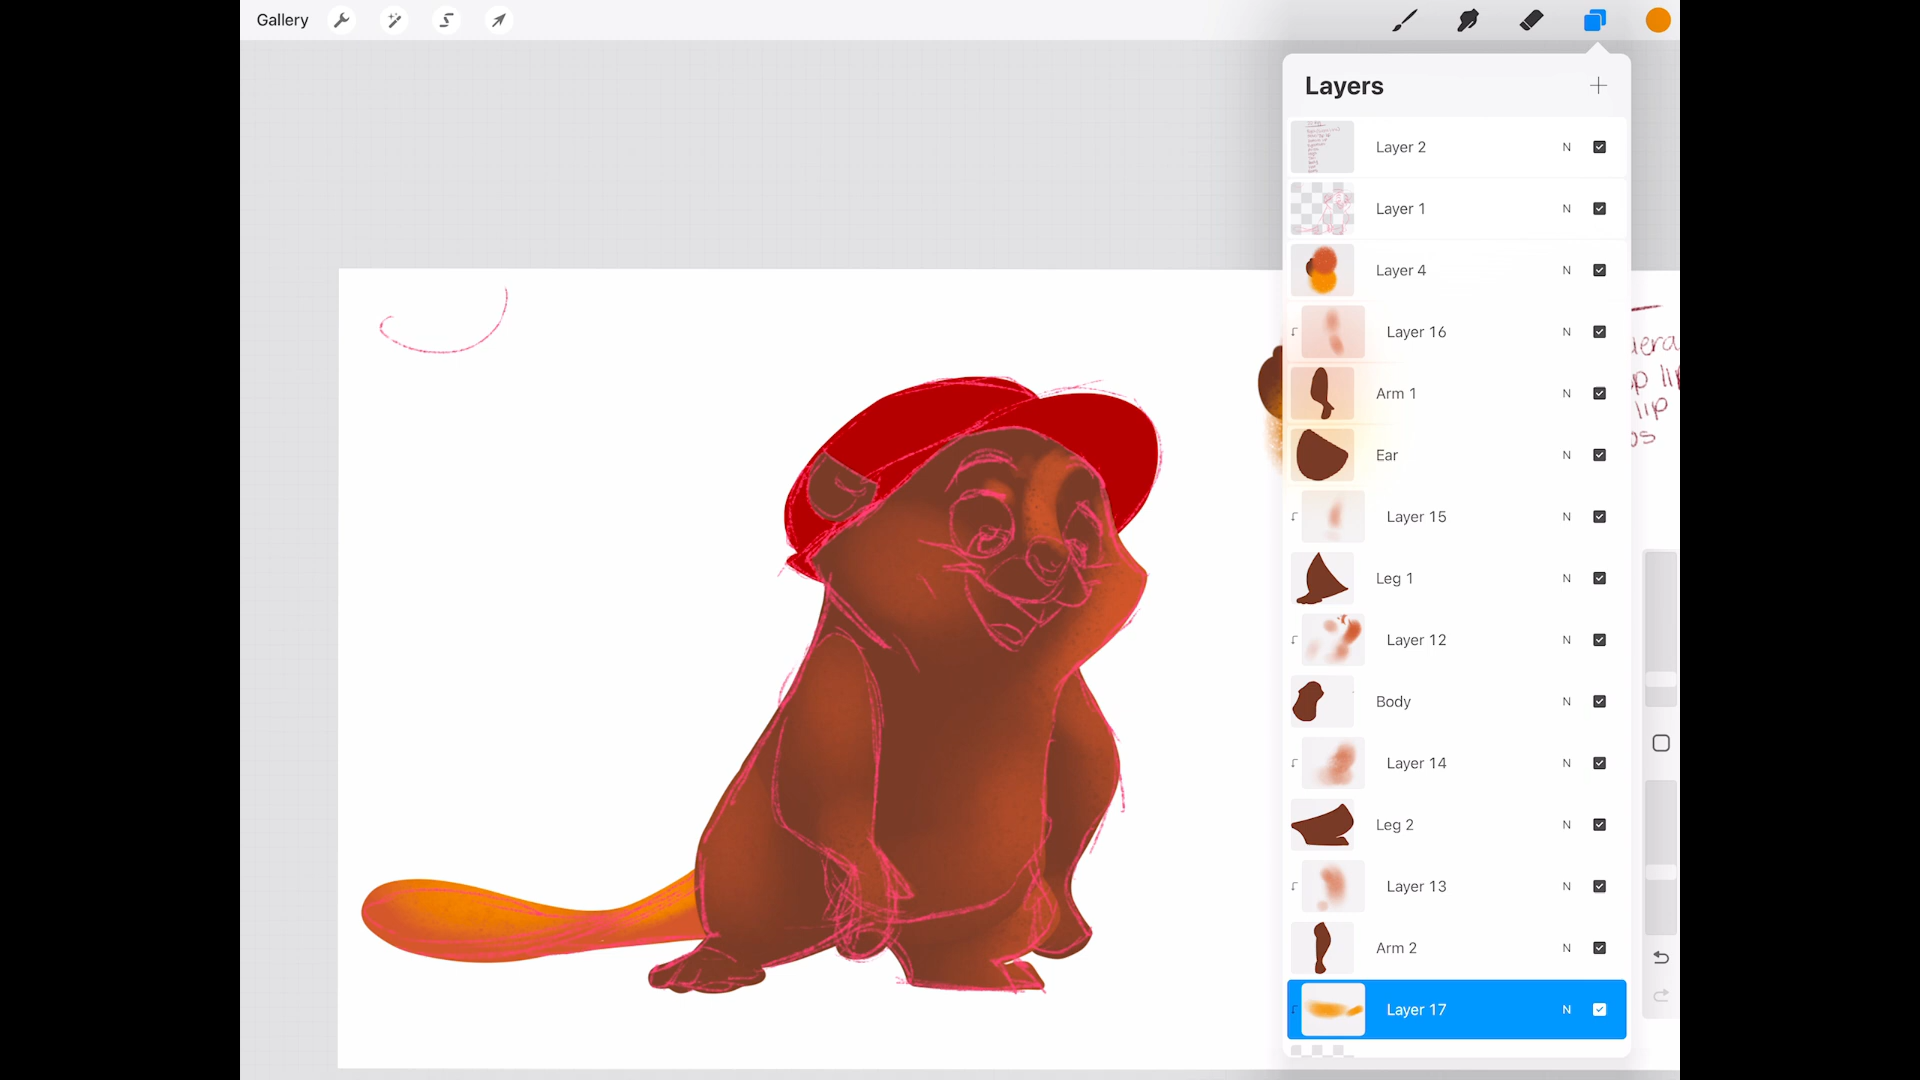 Gallery
Layers
Layer 2 N
Layer 1 N
Layer 4 N
Layer 16 N
Arm 1 N
Ear N
Layer 15 N
Leg 1 N
Layer 12 N
Body N
Layer 14 N
Leg 2 N
Layer 13 N
Arm 2 N
Layer 17 N
lip